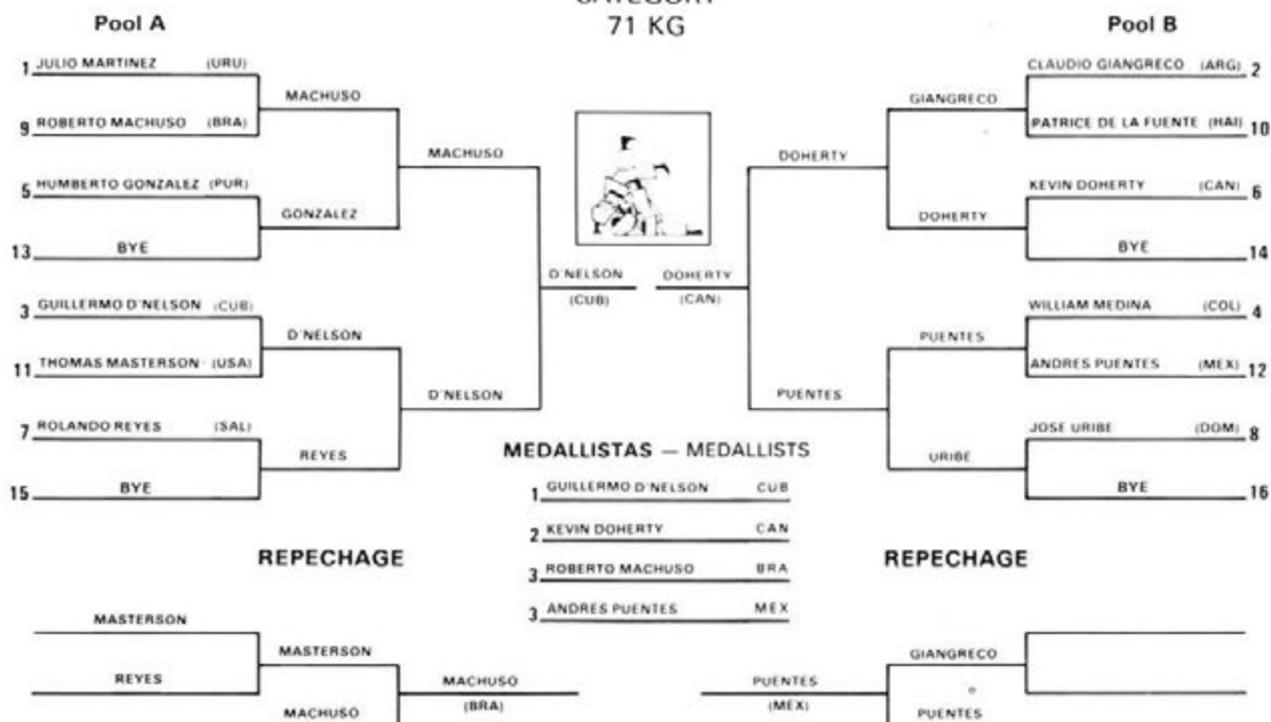 CATEGORY
71 KG
Pool A
Pool B
1 JULIO MARTINEZ (URU)
MACHUSO
9 ROBERTO MACHUSO (BRA)
MACHUSO
5 HUMBERTO GONZALEZ (PUR)
GONZALEZ
13 BYE
D'NELSON
(CUB)
3 GUILLERMO D'NELSON (CUB)
D'NELSON
11 THOMAS MASTERSON (USA)
D'NELSON
7 ROLANDO REYES (SAL)
REYES
15 BYE
CLAUDIO GIANGRECO (ARG) 2
GIANGRECO
PATRICE DE LA FUENTE (HAI) 10
DOHERTY
KEVIN DOHERTY (CAN) 6
DOHERTY
BYE 14
DOHERTY
(CAN)
WILLIAM MEDINA (COL) 4
PUENTES
ANDRES PUENTES (MEX) 12
PUENTES
JOSE URIBE (DOM) 8
URIBE
BYE 16
MEDALLISTAS — MEDALLISTS
1 GUILLERMO D'NELSON CUB
2 KEVIN DOHERTY CAN
3 ROBERTO MACHUSO BRA
3 ANDRES PUENTES MEX
REPECHAGE
MASTERSON
MASTERSON
REYES
MACHUSO
(BRA)
MACHUSO
REPECHAGE
GIANGRECO
PUENTES
(MEX)
PUENTES